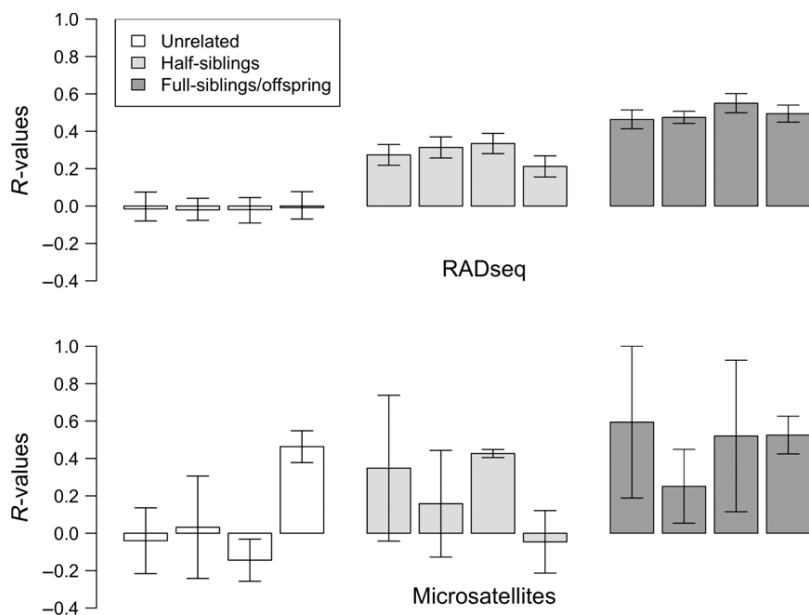 1.0
0.8
0.6
0.4
0.2
0.0
−0.2
−0.4
R-values
Unrelated
Half-siblings
Full-siblings/offspring
RADseq
1.0
0.8
0.6
0.4
0.2
0.0
−0.2
−0.4
R-values
Microsatellites